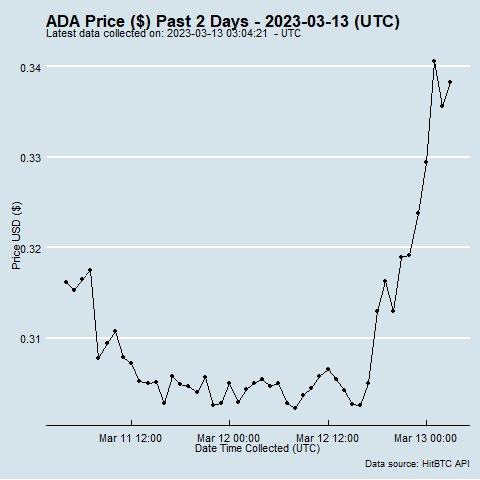 ADA Price ($) Past 2 Days - 2023-03-13 (UTC)
Latest data collected on: 2023-03-13 03:04:21  - UTC
0.34
0.33
0.32
0.31
Price USD ($)
Mar 11 12:00
Mar 12 00:00
Mar 12 12:00
Mar 13 00:00
Date Time Collected (UTC)
Data source: HitBTC API